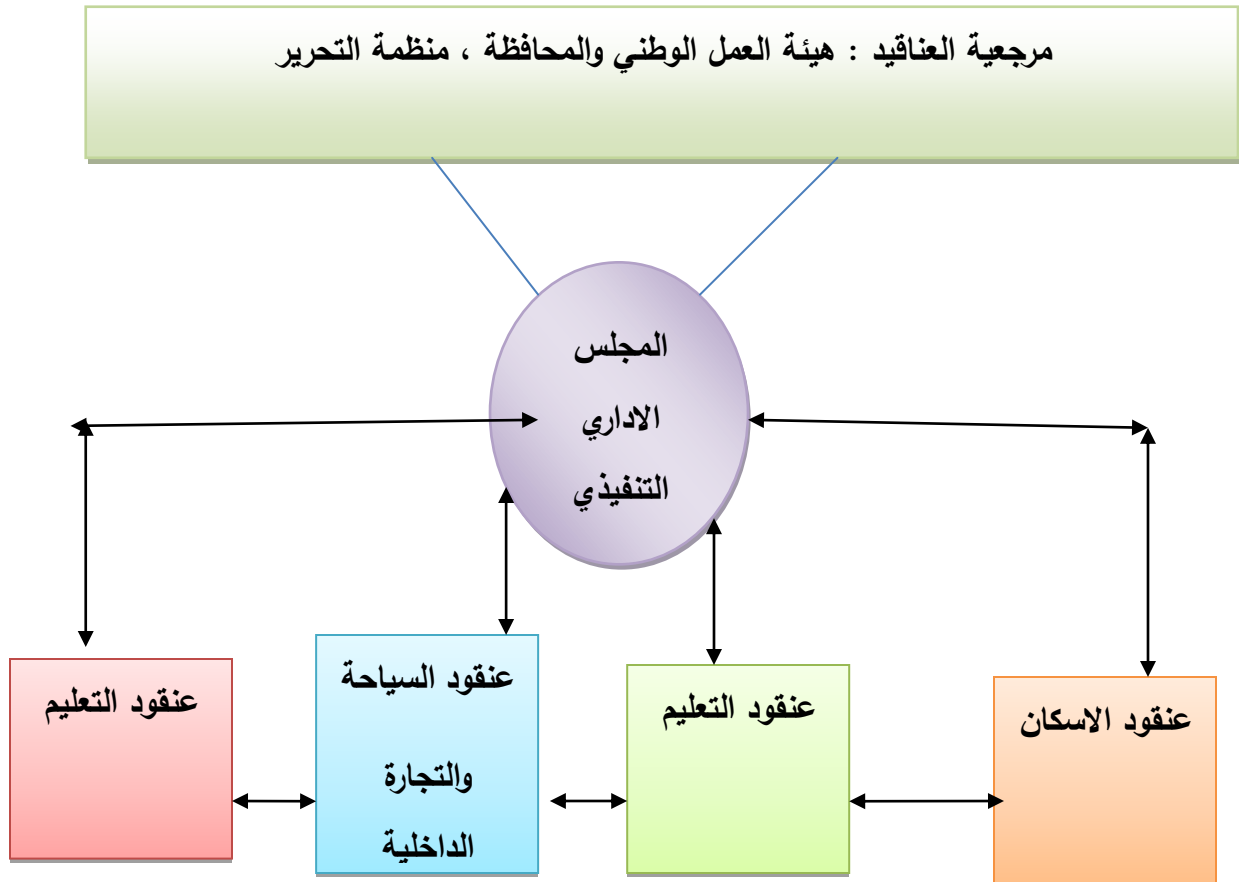 مرجعية العناقيد : هيئة العمل الوطني والمحافظة ، منظمة التحرير
المجلس
الاداري
التنفيذي
عنقود الاسكان
عنقود التعليم
عنقود السياحة
والتجارة
الداخلية
عنقود التعليم